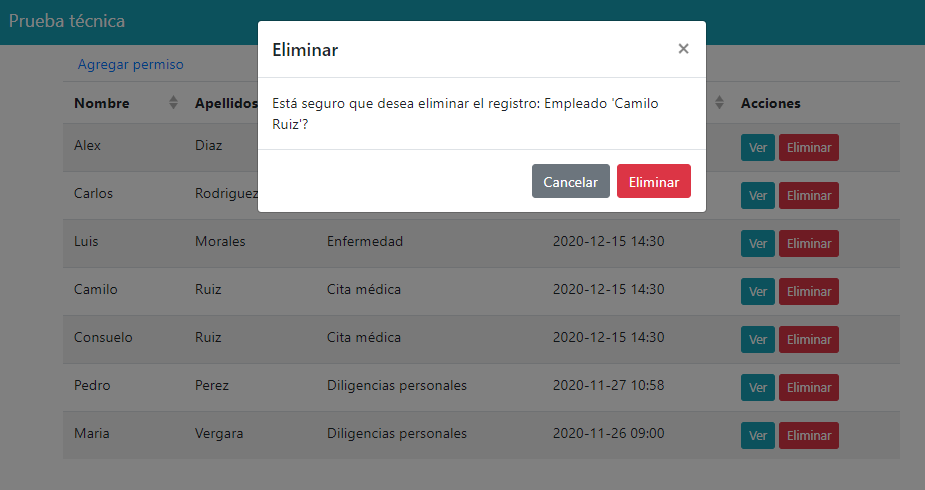 Prueba técnica
Eliminar ×
Agregar permiso
Está seguro que desea eliminar el registro: Empleado 'Camilo
Ruiz'?
Cancelar Eliminar
Nombre Apellidos Acciones
Alex Diaz Ver Eliminar
Carlos Rodriguez Ver Eliminar
Luis Morales Enfermedad 2020-12-15 14:30 Ver Eliminar
Camilo Ruiz Cita médica 2020-12-15 14:30 Ver Eliminar
Consuelo Ruiz Cita médica 2020-12-15 14:30 Ver Eliminar
Pedro Perez Diligencias personales 2020-11-27 10:58 Ver Eliminar
Maria Vergara Diligencias personales 2020-11-26 09:00 Ver Eliminar